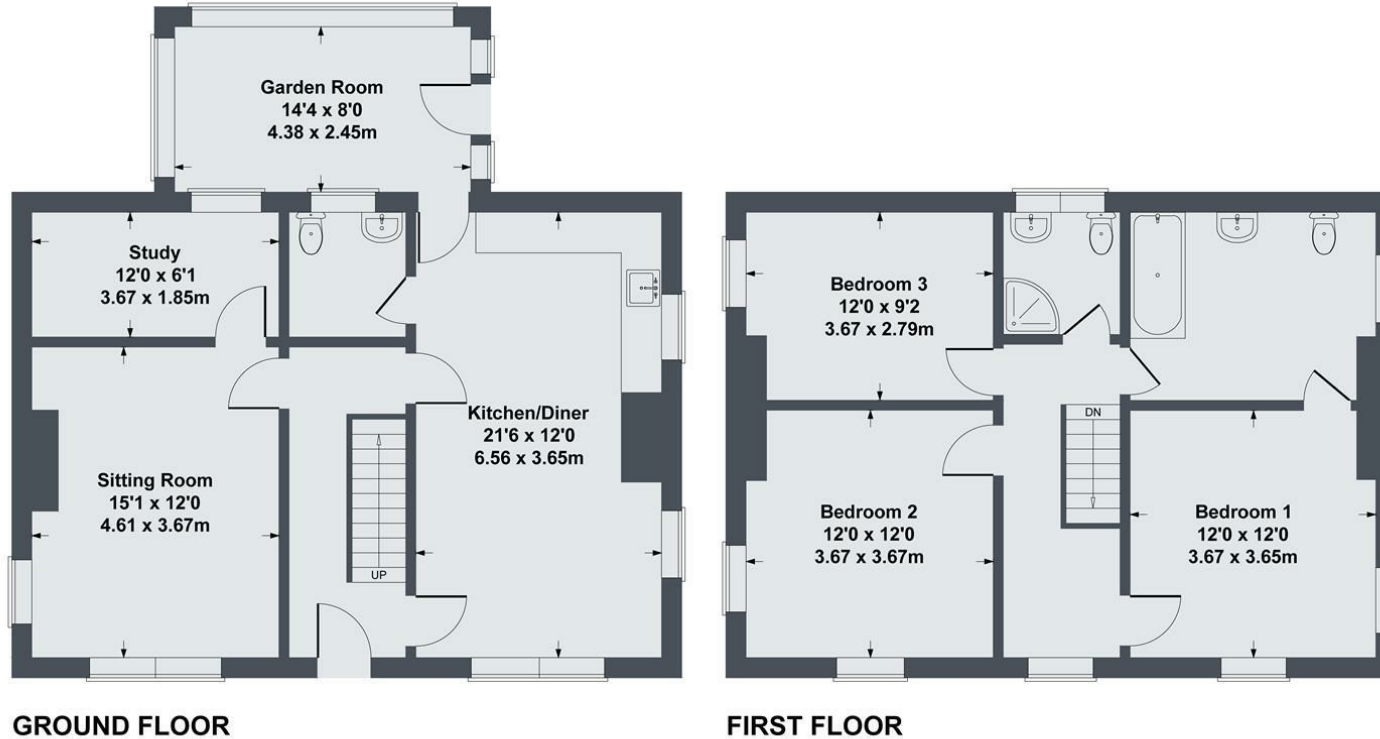 Garden Room
14'4 x 8'0
4.38 x 2.45m
Study
12'0 x 6'1
3.67 x 1.85m
Sitting Room
15'1 x 12'0
4.61 x 3.67m
Kitchen/Diner
21'6 x 12'0
6.56 x 3.65m
UP
GROUND FLOOR
Bedroom 3
12'0 x 9'2
3.67 x 2.79m
DN
Bedroom 2
12'0 x 12'0
3.67 x 3.67m
Bedroom 1
12'0 x 12'0
3.67 x 3.65m
FIRST FLOOR